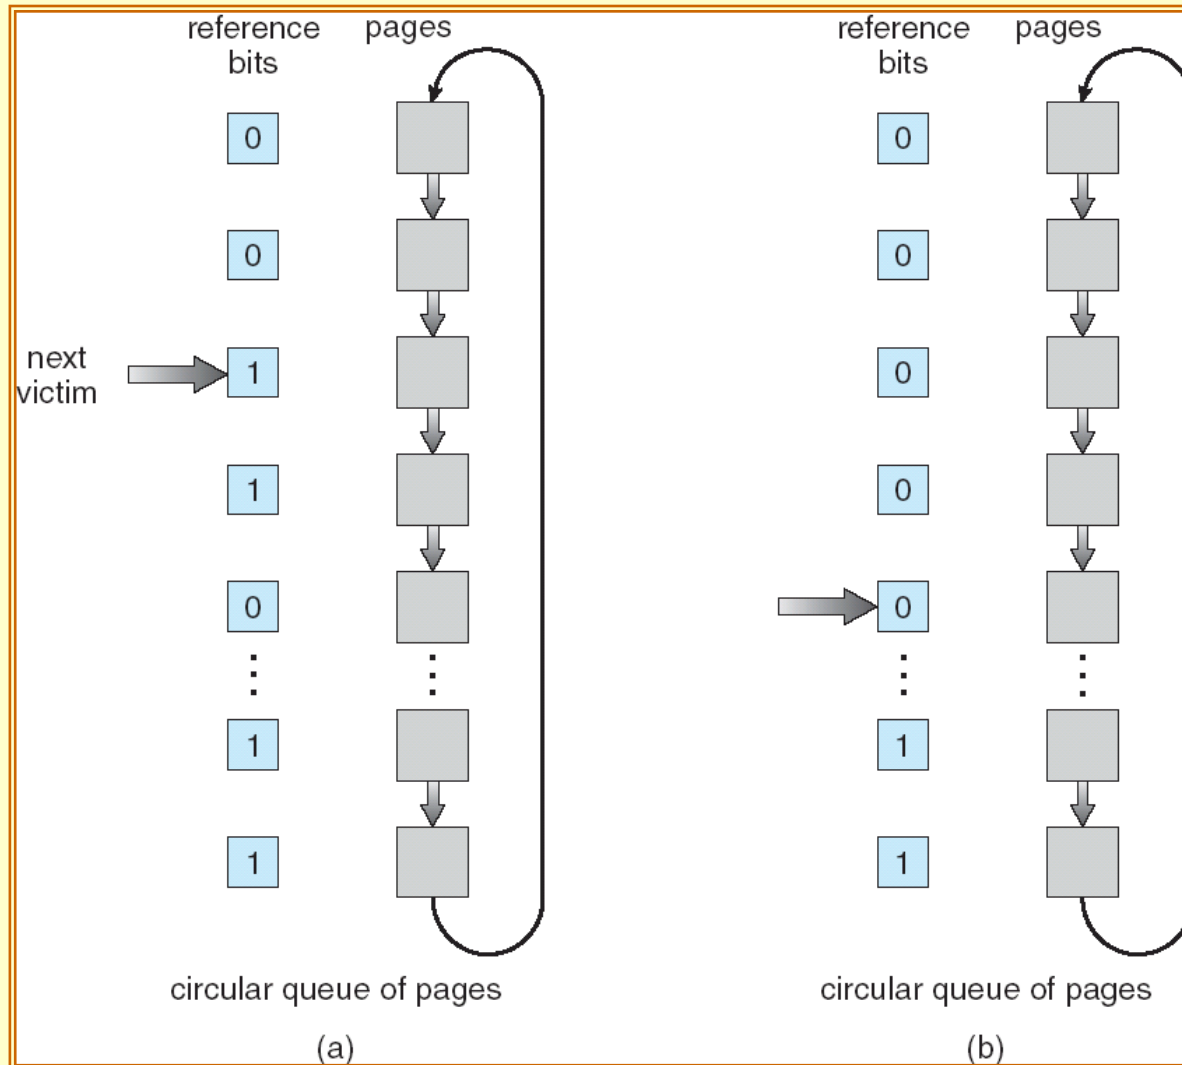 reference
bits
pages
0
0
next
victim
1
1
0
1
1
circular queue of pages
(a)
reference
bits
pages
0
0
0
0
0
1
1
circular queue of pages
(b)